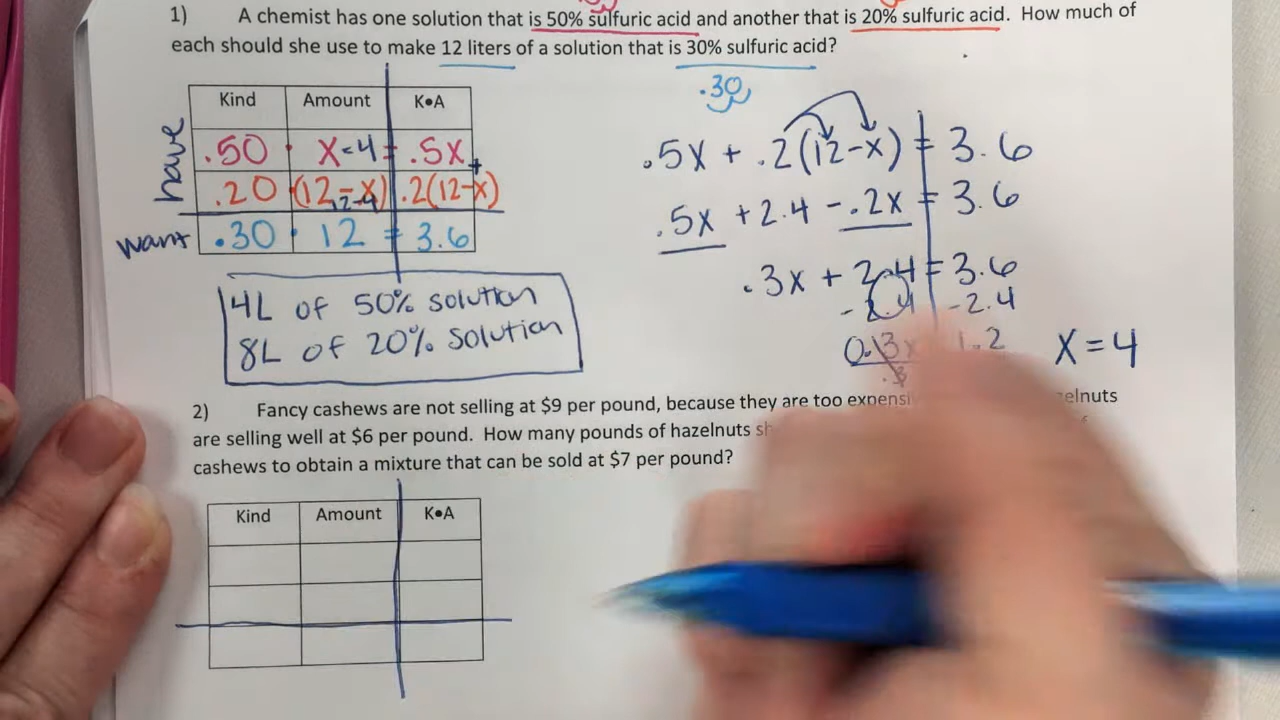 1) A chemist has one solution that is 50% sulfuric acid and another that is 20% sulfuric acid. How much of
each should she use to make 12 liters of a solution that is 30% sulfuric acid?
.30
Kind Amount K•A
have
.50 • x=4 = .5x +
.20 (12-x) 12-4 .2(12-x)
want .30 • 12 = 3.6
.5x + .2(12-x) = 3.6
.5x + 2.4 - .2x = 3.6
.3x + 2.4 = 3.6
-2.4 -2.4
x = 4
4L of 50% solution
8L of 20% solution
2) Fancy cashews are not selling at $9 per pound, because they are too
are selling well at $6 per pound. How many pounds of hazelnuts
cashews to obtain a mixture that can be sold at $7 per pound?
Kind Amount K•A